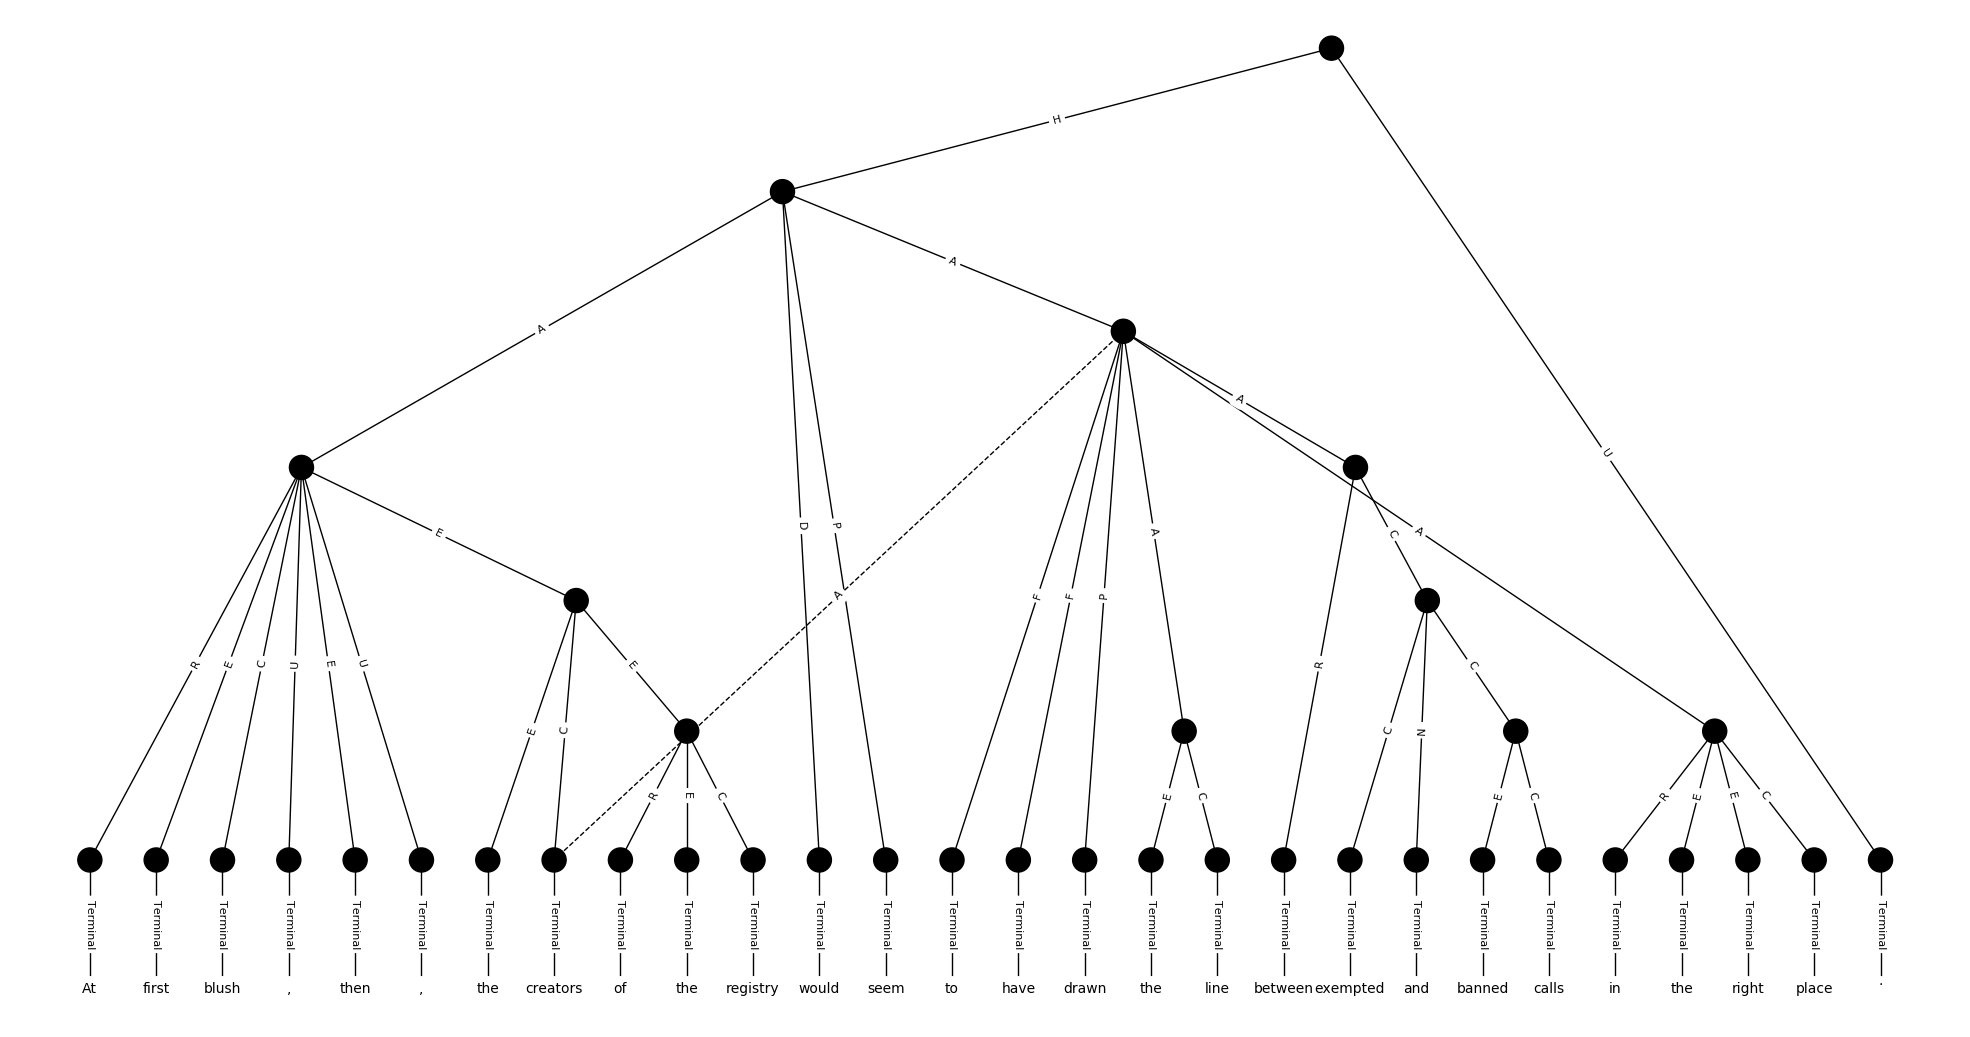 H
A
A
A
U
E
D
P
A
F
F
P
A
C
A
R
E
C
U
E
U
E
R
C
E
C
E
C
N
R
E
C
E
C
E
C
R
E
E
C
Terminal Terminal Terminal Terminal Terminal Terminal Terminal Terminal Terminal Terminal Terminal Terminal Terminal Terminal Terminal Terminal Terminal Terminal Terminal Terminal Terminal Terminal Terminal Terminal Terminal Terminal Terminal Terminal
At first blush , then , the creators of the registry would seem to have drawn the line between exempted and banned calls in the right place .